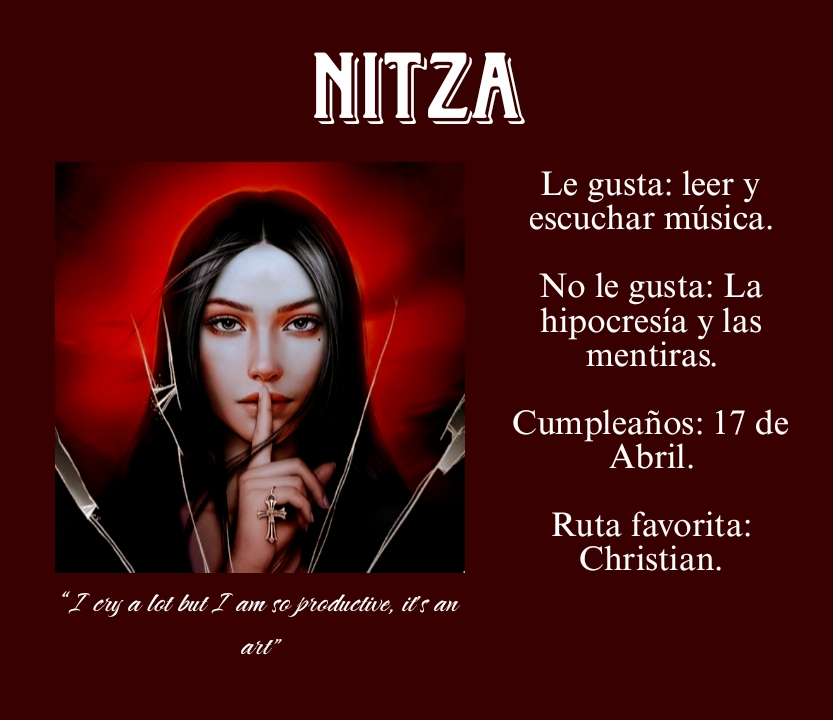 NITZA
Le gusta: leer y
escuchar música.
No le gusta: La
hipocresía y las
mentiras.
Cumpleaños: 17 de
Abril.
Ruta favorita:
Christian.
“I cry a lot but I am so productive, it's an
art”